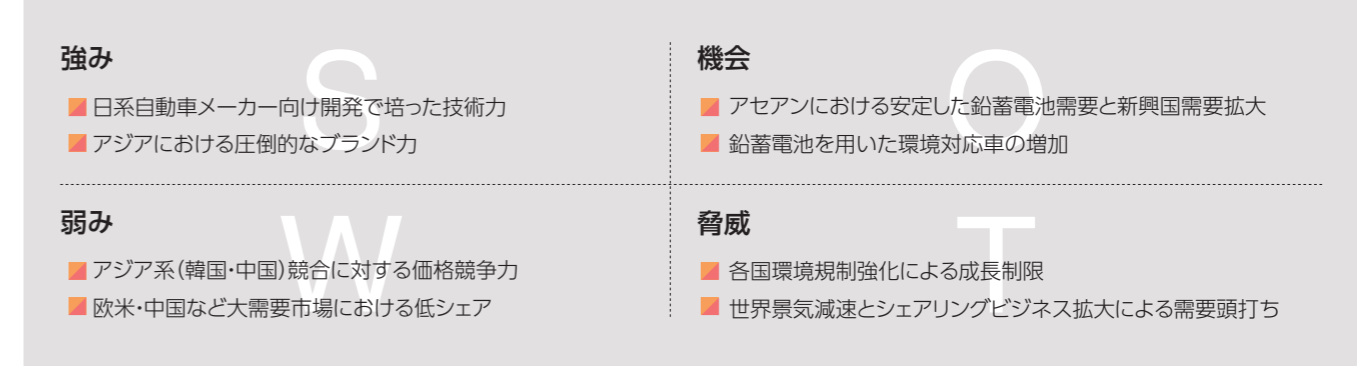 S
強み
日系自動車メーカー向け開発で培った技術力
アジアにおける圧倒的なブランド力
O
機会
アセアンにおける安定した鉛蓄電池需要と新興国需要拡大
鉛蓄電池を用いた環境対応車の増加
W
弱み
アジア系(韓国・中国)競合に対する価格競争力
欧米・中国など大需要市場における低シェア
T
脅威
各国環境規制強化による成長制限
世界景気減速とシェアリングビジネス拡大による需要頭打ち